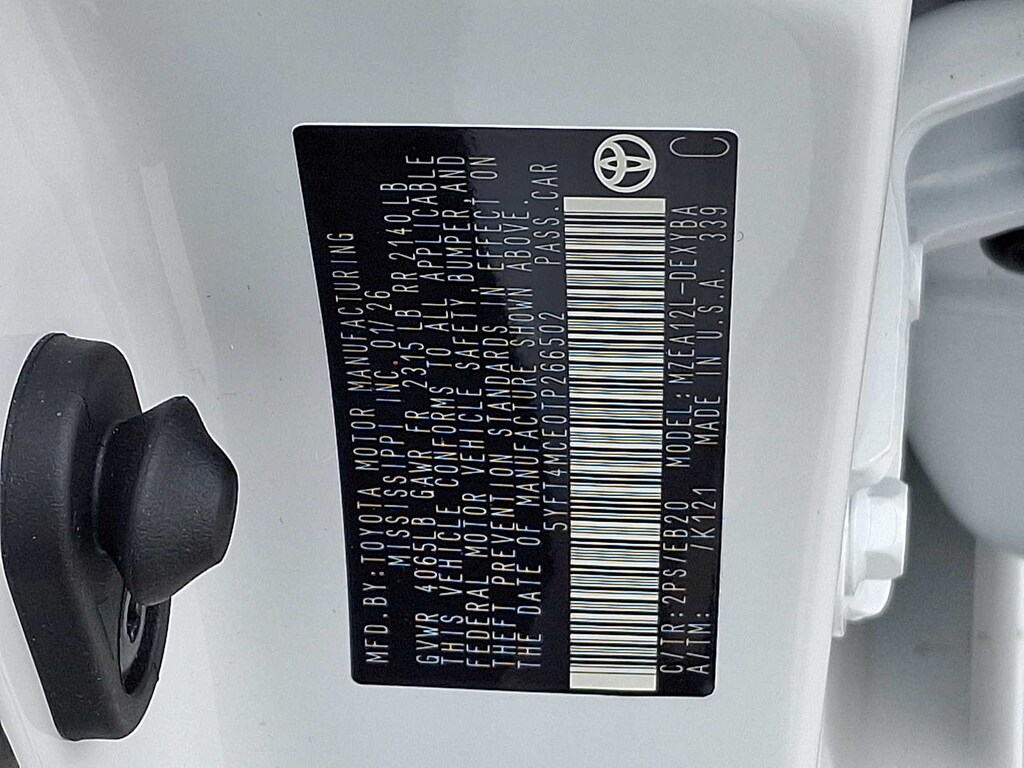 MFD.BY:TOYOTA MOTOR MANUFACTURING
MISSISSIPPI INC. 01/26
GVWR 4065LB GAWR FR 2315 LB RR 2140LB
THIS VEHICLE CONFORMS TO ALL APPLICABLE
FEDERAL MOTOR VEHICLE SAFETY,BUMPER,AND
THEFT PREVENTION STANDARDS IN EFFECT ON
THE DATE OF MANUFACTURE SHOWN ABOVE.
5YFT4MCE0TP266502 PASS.CAR
C/TR:2PS/EB20 MODEL:MZEA12L-DEXYBA
A/TM: /K121 MADE IN U.S.A. 339 C